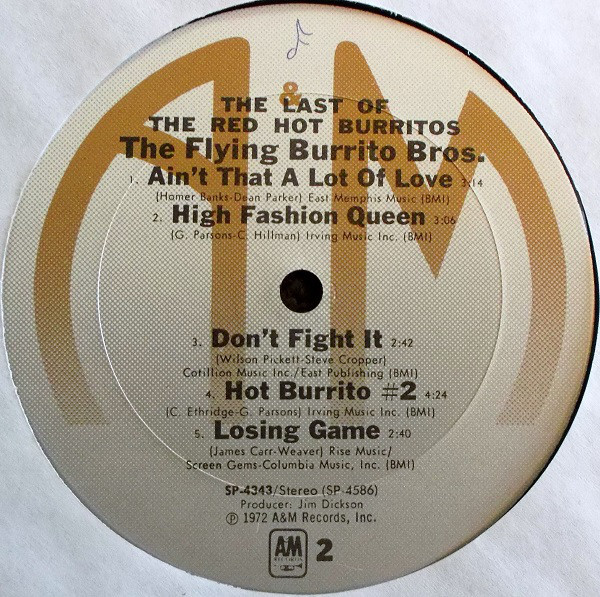 A&M
THE LAST OF
THE RED HOT BURRITOS
The Flying Burrito Bros.
1. Ain't That A Lot Of Love 3:14
(Homer Banks-Dean Parker) East Memphis Music (BMI)
2. High Fashion Queen 3:06
(G. Parsons-C. Hillman) Irving Music Inc. (BMI)
3. Don't Fight It 2:42
(Wilson Pickett-Steve Cropper)
Cotillion Music Inc./East Publishing (BMI)
4. Hot Burrito #2 4:24
(C. Ethridge-G. Parsons) Irving Music Inc. (BMI)
5. Losing Game 2:40
(James Carr-Weaver) Rise Music/
Screen Gems-Columbia Music, Inc. (BMI)
SP-4343/Stereo (SP-4586)
Producer: Jim Dickson
℗ 1972 A&M Records, Inc.
A&M
RECORDS
2